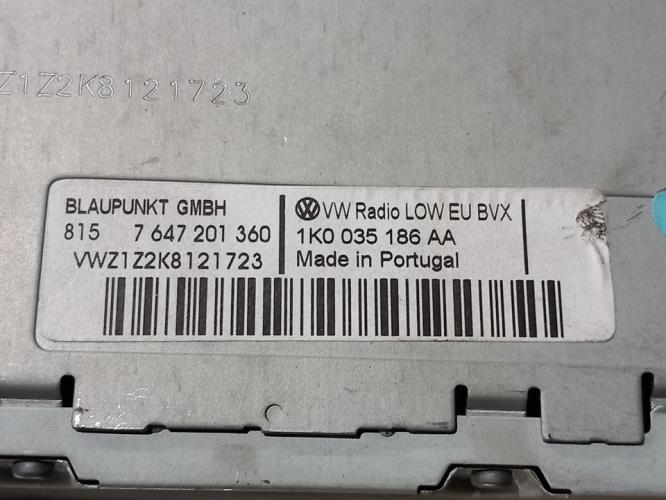 Z1Z2K8121723
BLAUPUNKT GMBH
815 7 647 201 360
VWZ1Z2K8121723
VW Radio LOW EU BVX
1K0 035 186 AA
Made in Portugal